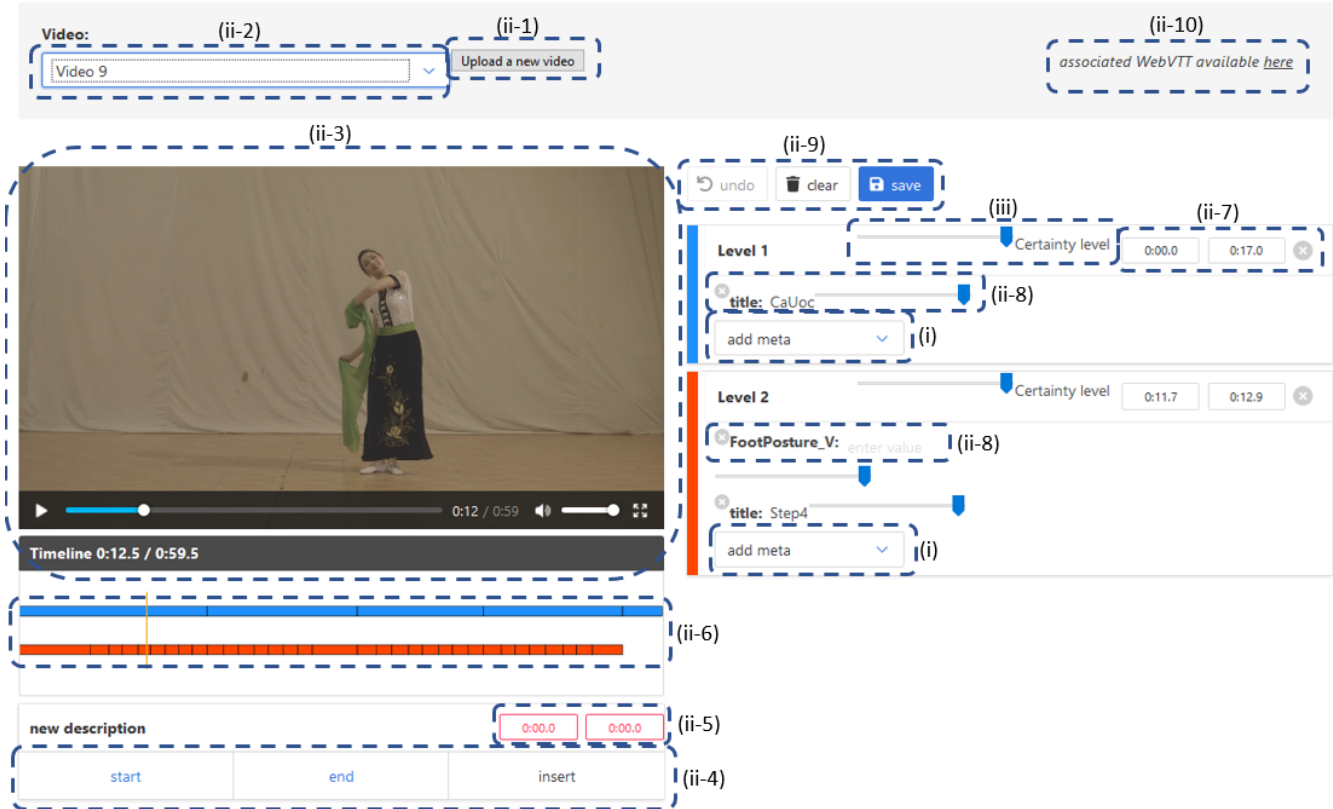 Video:
(ii-2)
(ii-1)
(ii-10)
Video 9
Upload a new video
associated WebVTT available here
(ii-3)
(ii-9)
undo
clear
save
(iii)
(ii-7)
Level 1
Certainty level
0:00.0
0:17.0
title: CaUoc
(ii-8)
add meta
(i)
Level 2
Certainty level
0:11.7
0:12.9
FootPosture_V: enter value
(ii-8)
title: Step4
add meta
(i)
0:12 / 0:59
Timeline 0:12.5 / 0:59.5
(ii-6)
new description
0:00.0
0:00.0
(ii-5)
start
end
insert
(ii-4)